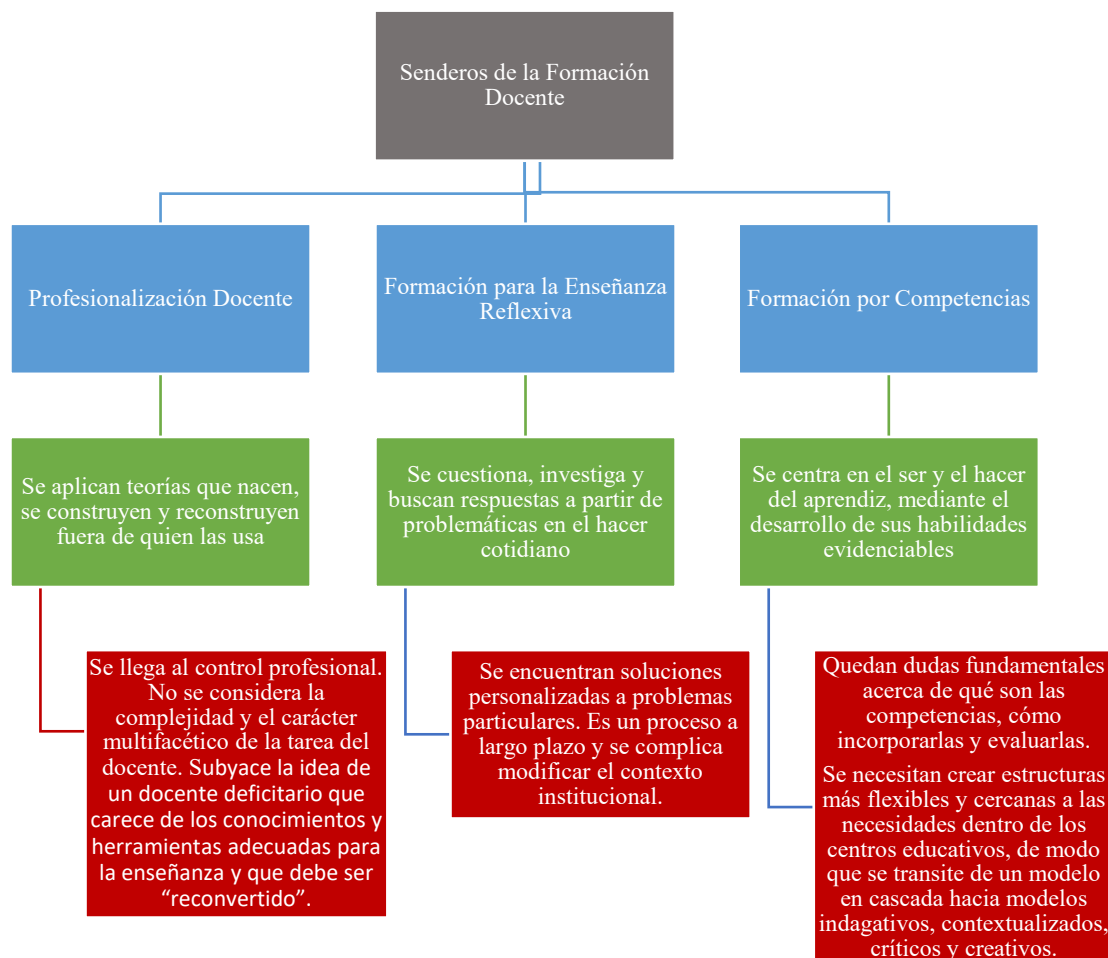 Senderos de la Formación
Docente
Profesionalización Docente
Formación para la Enseñanza
Reflexiva
Formación por Competencias
Se aplican teorías que nacen,
se construyen y reconstruyen
fuera de quien las usa
Se cuestiona, investiga y
buscan respuestas a partir de
problemáticas en el hacer
cotidiano
Se centra en el ser y el hacer
del aprendiz, mediante el
desarrollo de sus habilidades
evidenciables
Se llega al control profesional.
No se considera la
complejidad y el carácter
multifacético de la tarea del
docente. Subyace la idea de
un docente deficitario que
carece de los conocimientos y
herramientas adecuadas para
la enseñanza y que debe ser
“reconvertido”.
Se encuentran soluciones
personalizadas a problemas
particulares. Es un proceso a
largo plazo y se complica
modificar el contexto
institucional.
Quedan dudas fundamentales
acerca de qué son las
competencias, cómo
incorporarlas y evaluarlas.
Se necesitan crear estructuras
más flexibles y cercanas a las
necesidades dentro de los
centros educativos, de modo
que se transite de un modelo
en cascada hacia modelos
indagativos, contextualizados,
críticos y creativos.